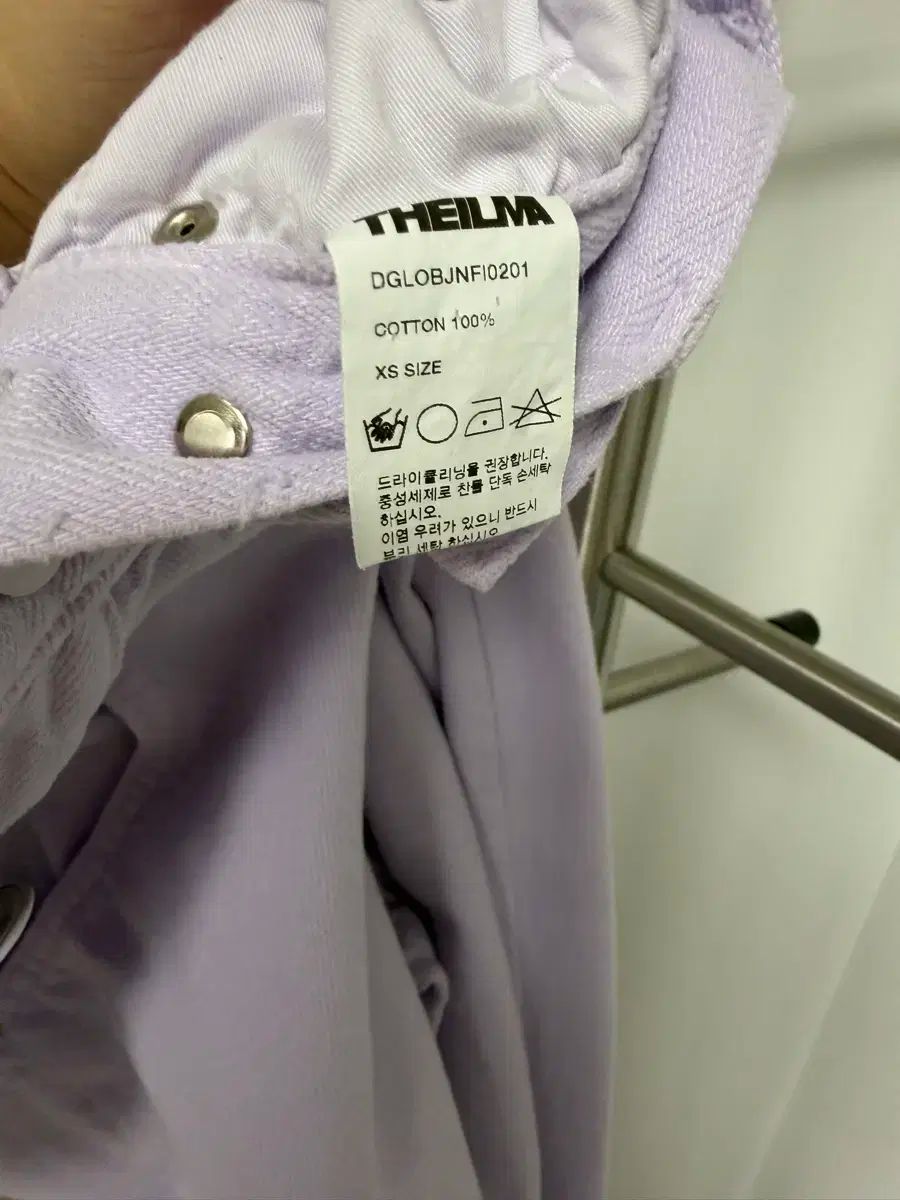 THEILMA
DGLOBJNFI0201
COTTON 100%
XS SIZE
드라이클리닝을 권장합니다.
중성세제로 찬물 단독 손세탁
하십시오.
이염 우려가 있으니 반드시
분리 세탁 하십시오